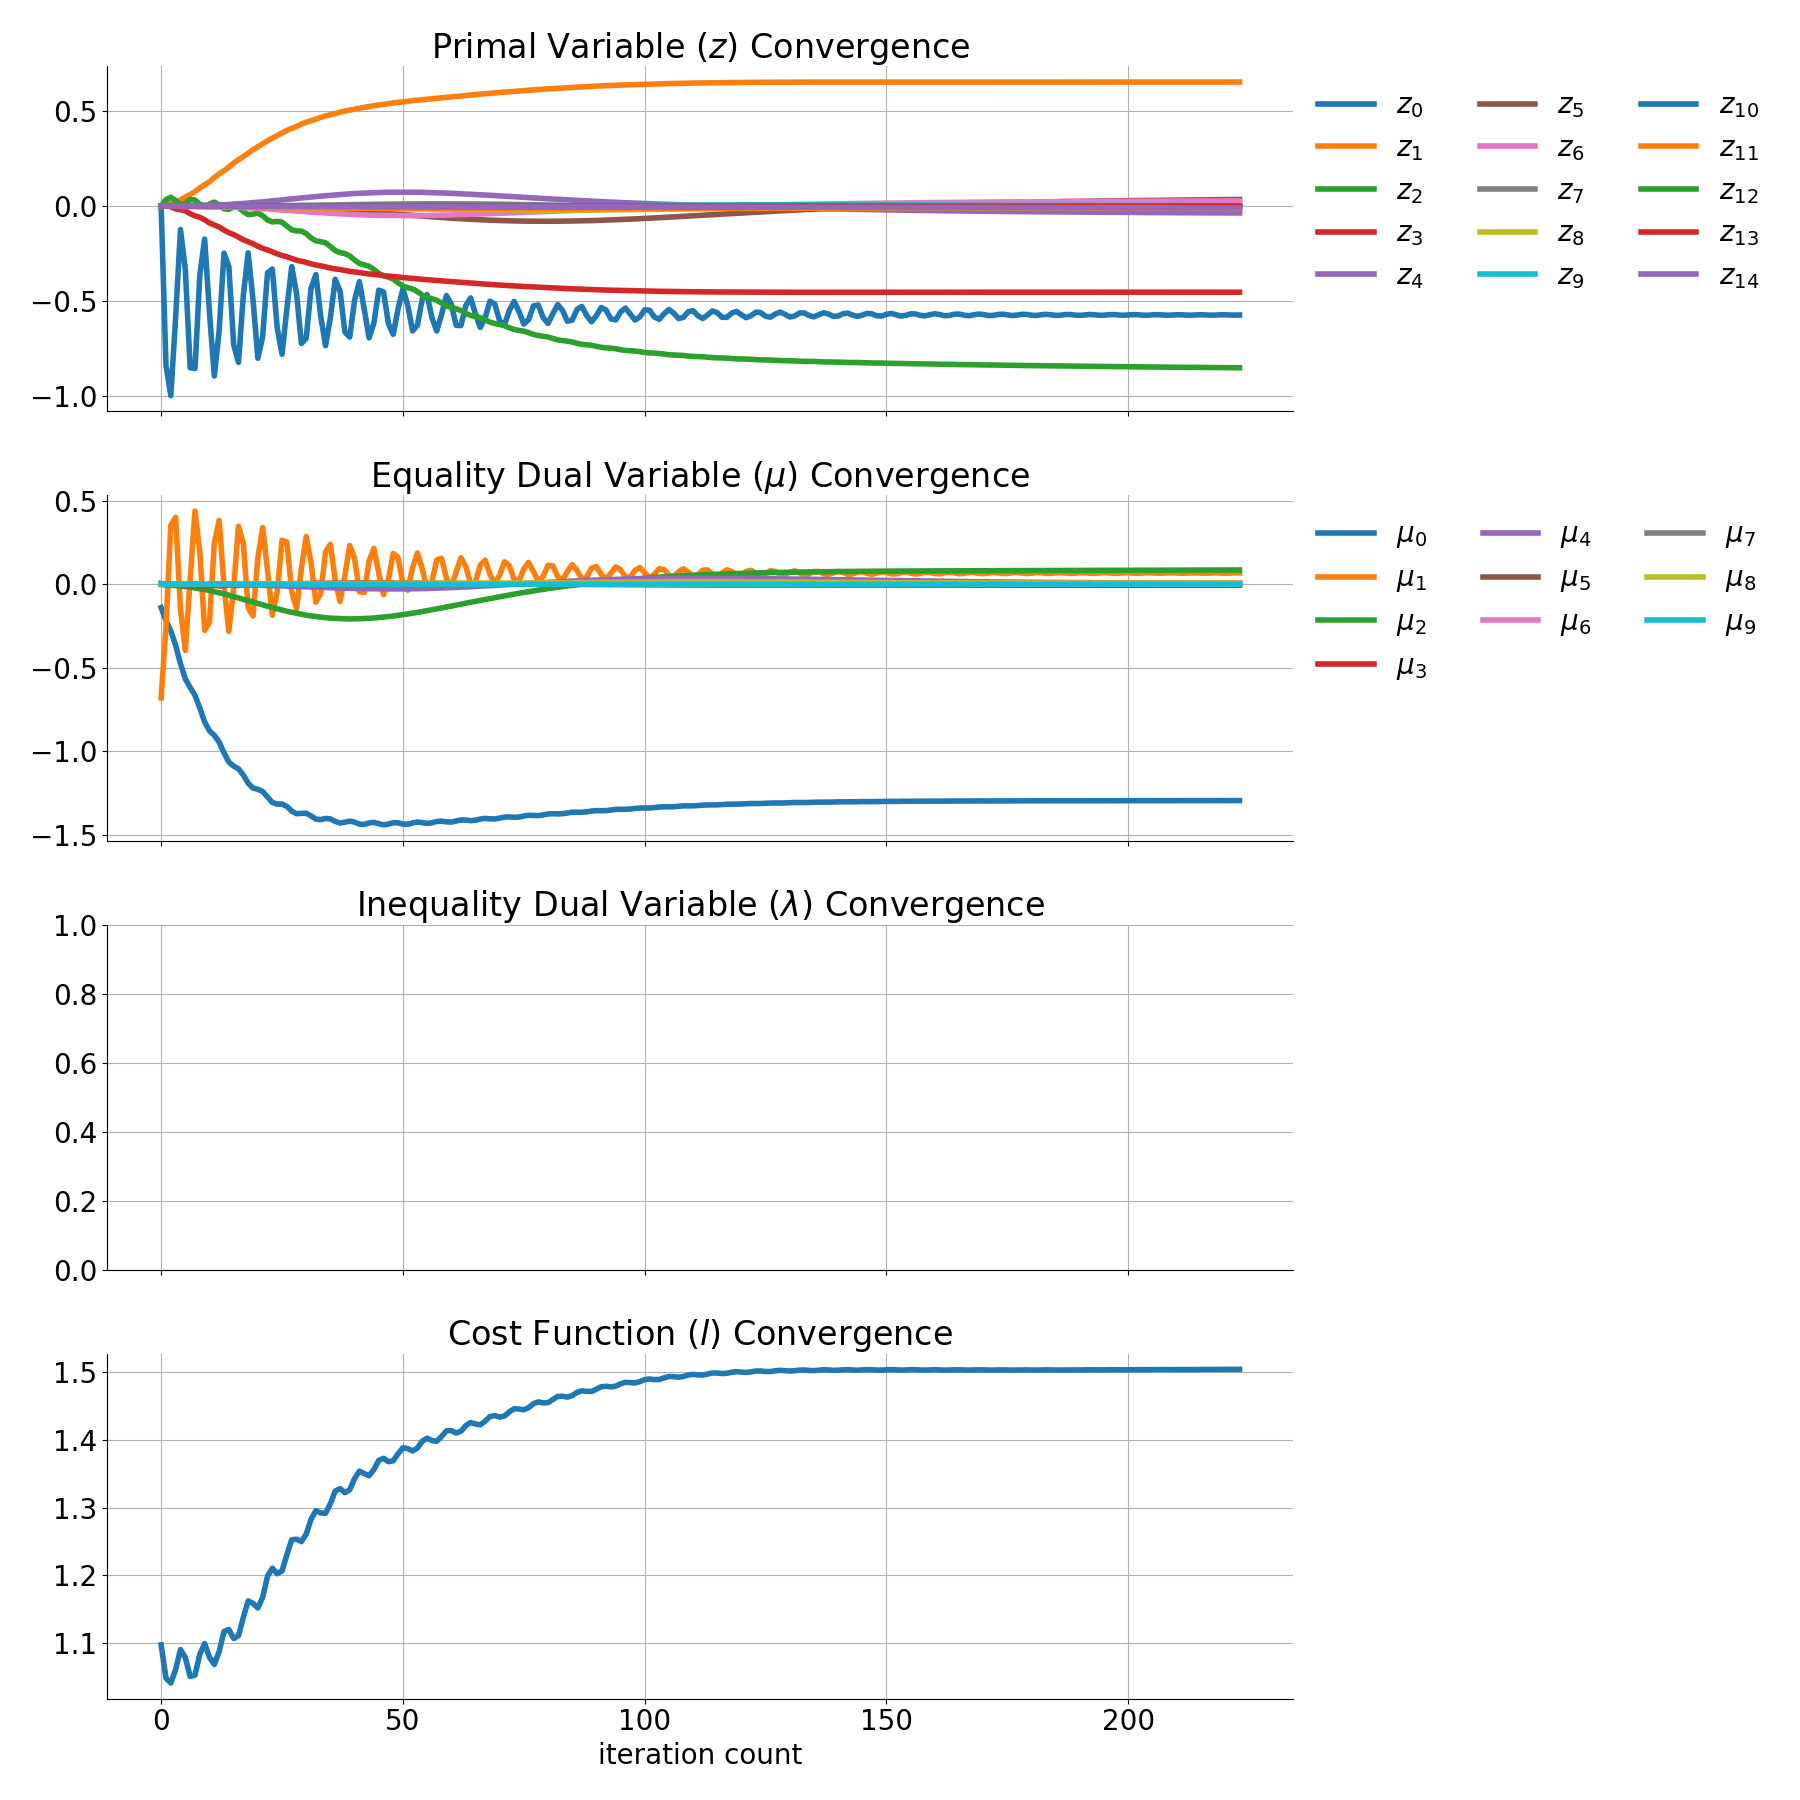 Primal Variable (z) Convergence
0.5
0.0
−0.5
−1.0
z₀ z₅ z₁₀
z₁ z₆ z₁₁
z₂ z₇ z₁₂
z₃ z₈ z₁₃
z₄ z₉ z₁₄
Equality Dual Variable (μ) Convergence
0.5
0.0
−0.5
−1.0
−1.5
μ₀ μ₄ μ₇
μ₁ μ₅ μ₈
μ₂ μ₆ μ₉
μ₃
Inequality Dual Variable (λ) Convergence
1.0
0.8
0.6
0.4
0.2
0.0
Cost Function (l) Convergence
1.5
1.4
1.3
1.2
1.1
0 50 100 150 200
iteration count